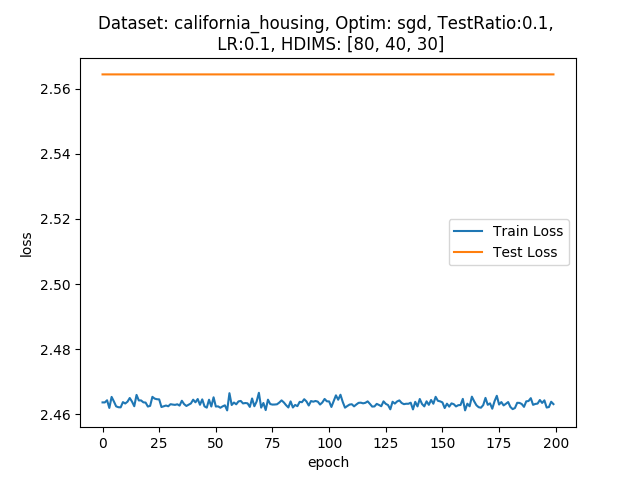 Dataset: california_housing, Optim: sgd, TestRatio:0.1,
LR:0.1, HDIMS: [80, 40, 30]
2.56
2.54
2.52
2.50
2.48
2.46
loss
Train Loss
Test Loss
0 25 50 75 100 125 150 175 200
epoch